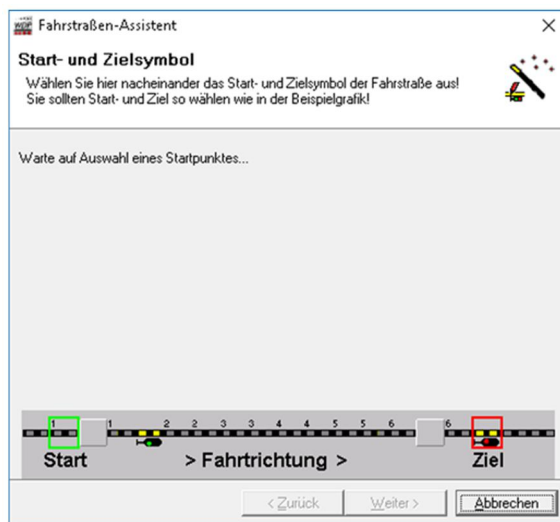 Fahrstraßen-Assistent
Start- und Zielsymbol
Wählen Sie hier nacheinander das Start- und Zielsymbol der Fahrstraße aus!
Sie sollten Start- und Ziel so wählen wie in der Beispielgrafik!
Warte auf Auswahl eines Startpunktes...
1 1 2 2 3 3 4 4 5 5 6 6
Start > Fahrtrichtung > Ziel
< Zurück Weiter > Abbrechen